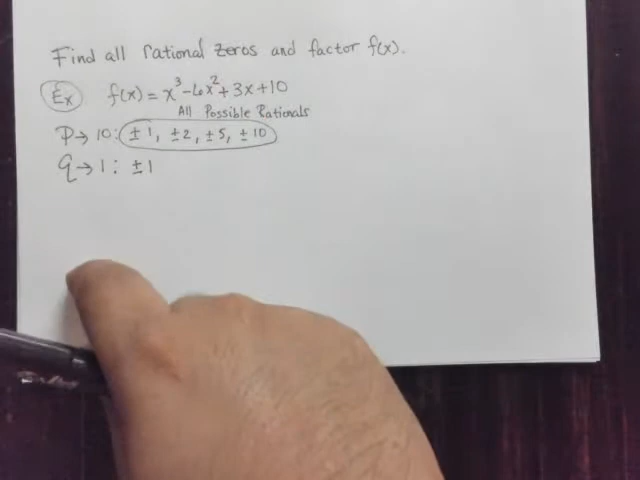 Find all rational zeros and factor f(x).
Ex f(x) = x³ - 6x² + 3x + 10
All Possible Rationals
P → 10: ± 1, ± 2, ± 5, ± 10
q → 1: ± 1